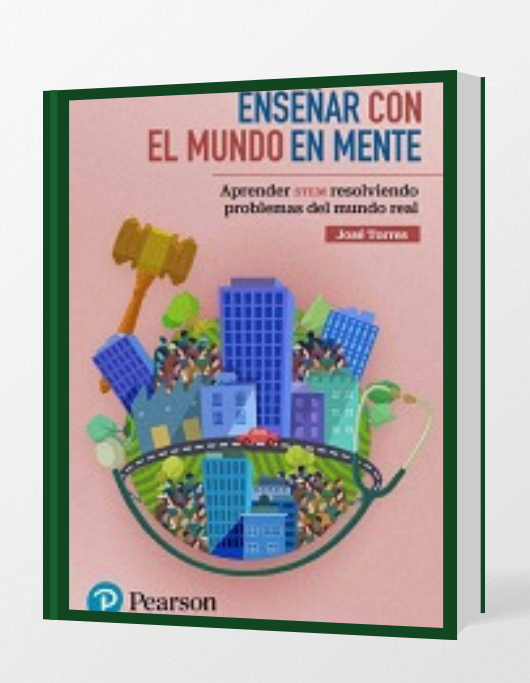 ENSEÑAR CON
EL MUNDO EN MENTE
Aprender STEM resolviendo
problemas del mundo real
José Torres
Pearson